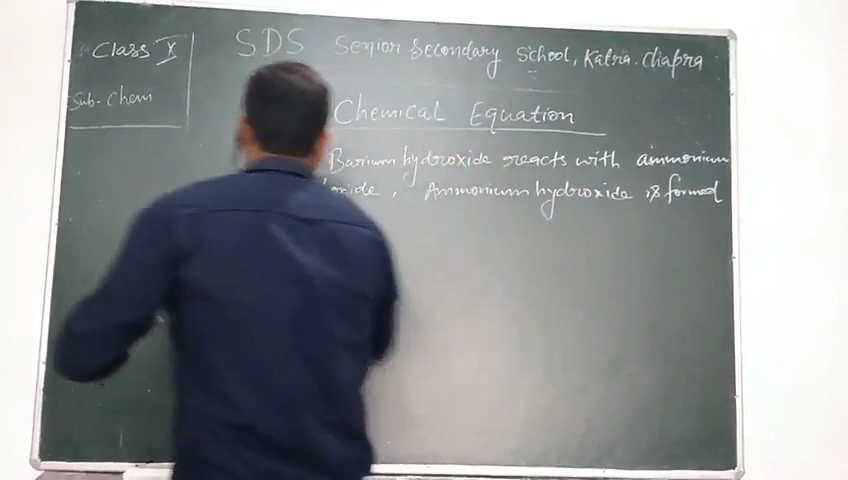 Class X
SDS Senior Secondary School, Katra. Chapra
Sub- Chem
Chemical Equation
Barium hydroxide reacts with ammonium
Ammonium hydroxide is formed